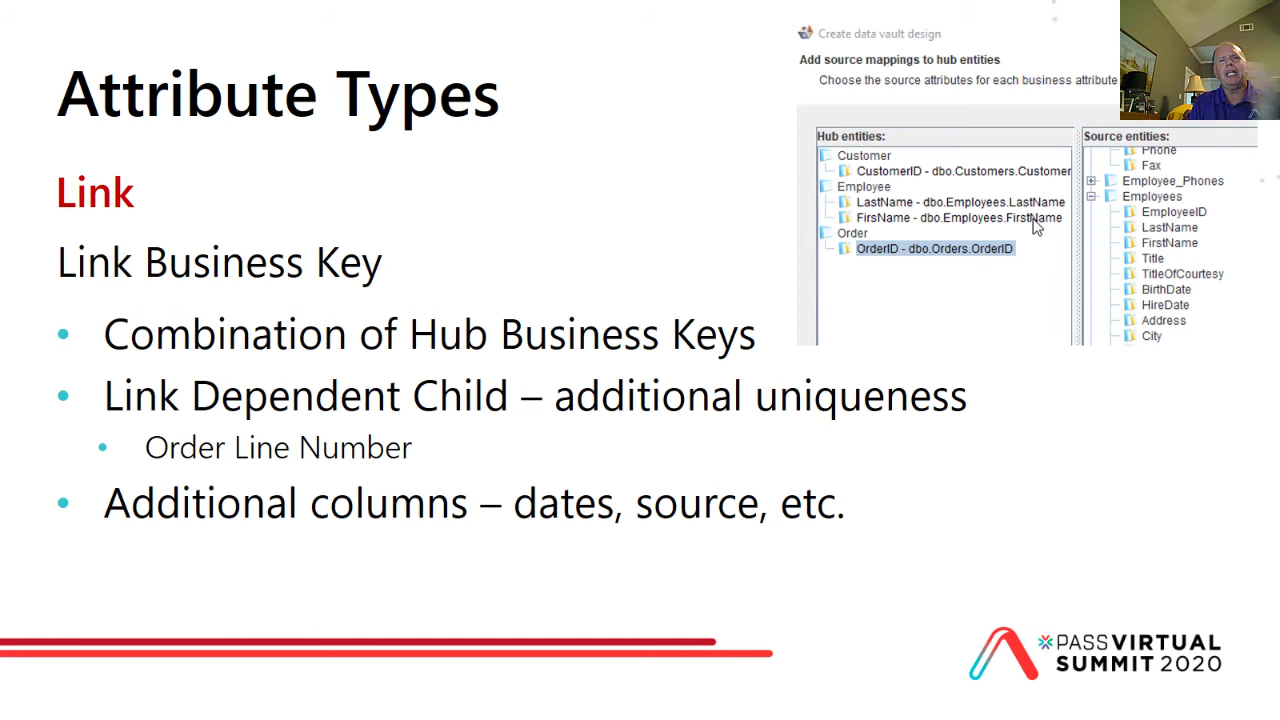 Attribute Types
Link
Link Business Key
• Combination of Hub Business Keys
• Link Dependent Child – additional uniqueness
• Order Line Number
• Additional columns – dates, source, etc.
Create data vault design
Add source mappings to hub entities
Choose the source attributes for each business attribute
Hub entities:
Customer
CustomerID - dbo.Customers.Customer
Employee
LastName - dbo.Employees.LastName
FirsName - dbo.Employees.FirstName
Order
OrderID - dbo.Orders.OrderID
Source entities:
Phone
Fax
Employee_Phones
Employees
EmployeeID
LastName
FirstName
Title
TitleOfCourtesy
BirthDate
HireDate
Address
City
PASS VIRTUAL
SUMMIT 2020